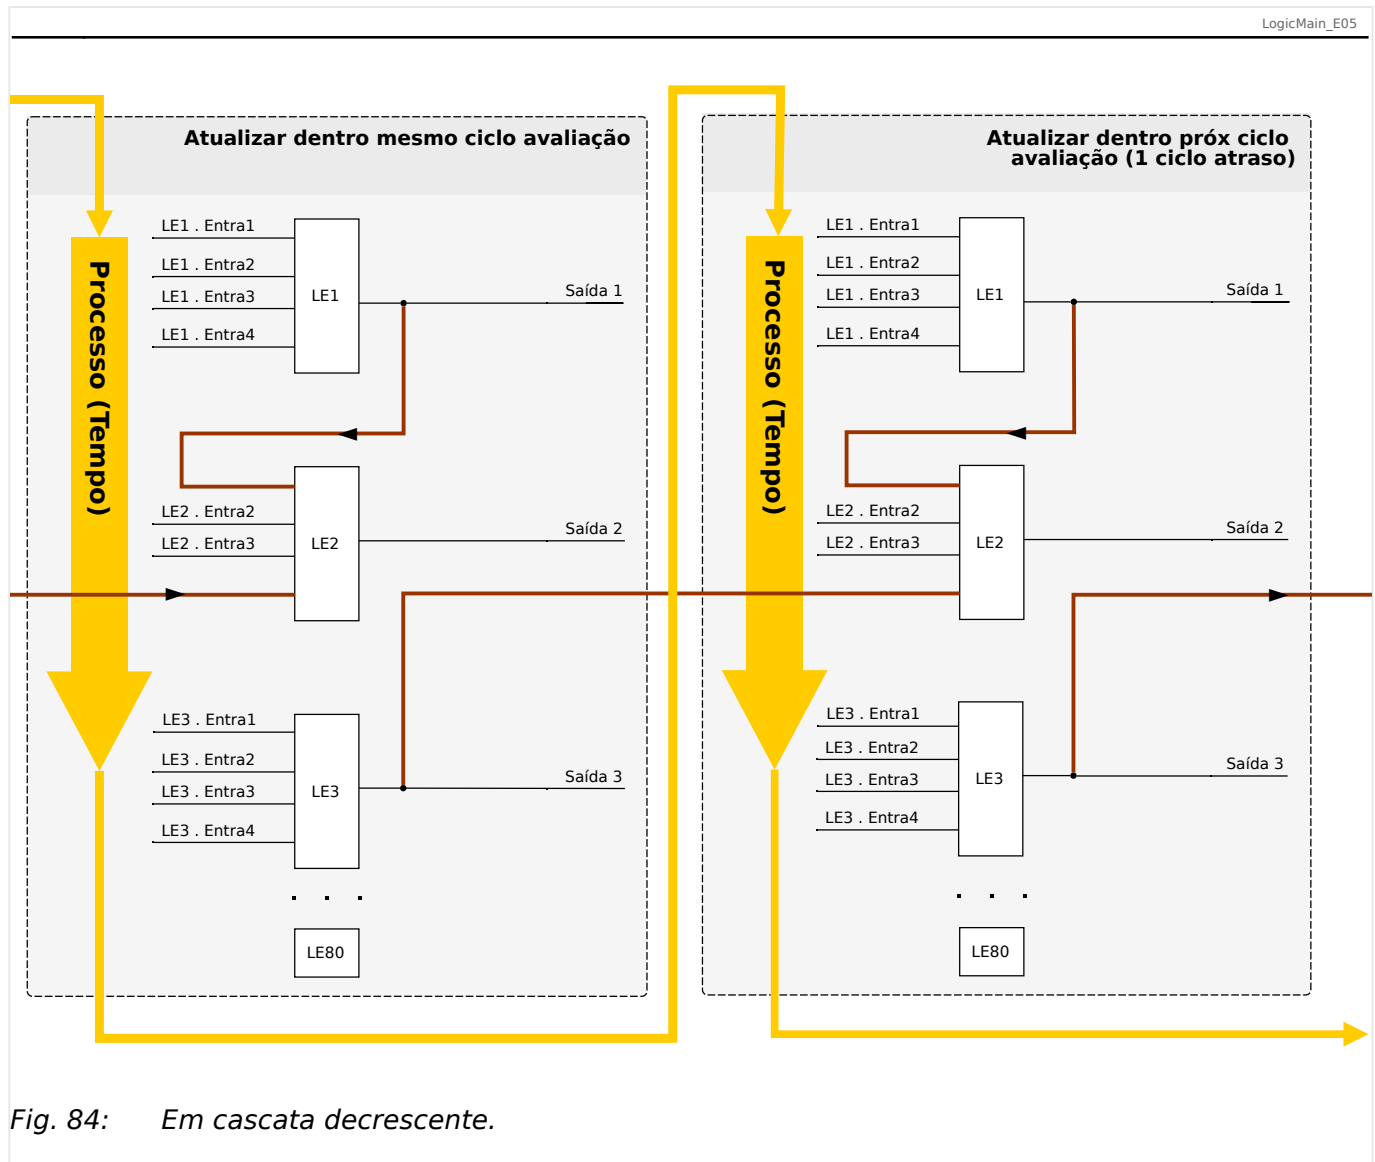 LogicMain_E05
Atualizar dentro mesmo ciclo avaliação
Processo (Tempo)
LE1 . Entra1
LE1 . Entra2
LE1 . Entra3
LE1 . Entra4
LE1
Saída 1
LE2 . Entra2
LE2 . Entra3
LE2
Saída 2
LE3 . Entra1
LE3 . Entra2
LE3 . Entra3
LE3 . Entra4
LE3
Saída 3
. . .
LE80
Atualizar dentro próx ciclo
avaliação (1 ciclo atraso)
Processo (Tempo)
LE1 . Entra1
LE1 . Entra2
LE1 . Entra3
LE1 . Entra4
LE1
Saída 1
LE2 . Entra2
LE2 . Entra3
LE2
Saída 2
LE3 . Entra1
LE3 . Entra2
LE3 . Entra3
LE3 . Entra4
LE3
Saída 3
. . .
LE80
Fig. 84: Em cascata decrescente.